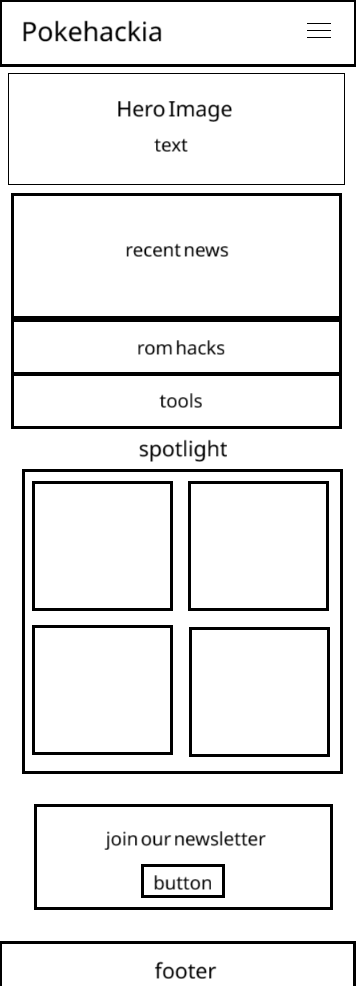 Pokehackia
Hero Image
text
recent news
rom hacks
tools
spotlight
join our newsletter
button
footer